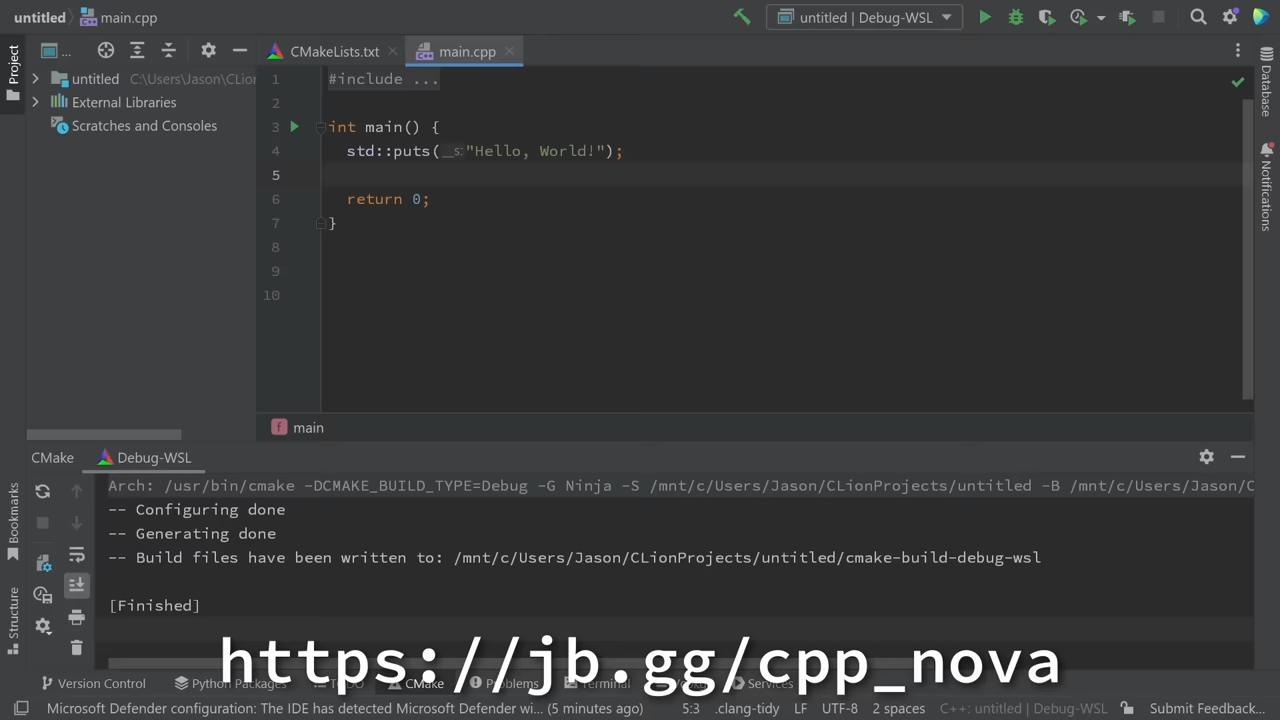 untitled main.cpp
untitled | Debug-WSL
Project
...
CMakeLists.txt
main.cpp
untitled C:\Users\Jason\CLion
External Libraries
Scratches and Consoles
1 #include ...
2
3 int main() {
4 std::puts(__s:"Hello, World!");
5
6 return 0;
7 }
8
9
10
Database
Notifications
main
CMake
Debug-WSL
Arch: /usr/bin/cmake -DCMAKE_BUILD_TYPE=Debug -G Ninja -S /mnt/c/Users/Jason/CLionProjects/untitled -B /mnt/c/Users/Jason/C
-- Configuring done
-- Generating done
-- Build files have been written to: /mnt/c/Users/Jason/CLionProjects/untitled/cmake-build-debug-wsl
[Finished]
Bookmarks
Structure
https://jb.gg/cpp_nova
Version Control
Python Packages
TODO
CMake
Problems
Terminal
Services
Microsoft Defender configuration: The IDE has detected Microsoft Defender wi... (5 minutes ago)
5:3 .clang-tidy LF UTF-8 2 spaces C++: untitled | Debug-WSL Submit Feedback...